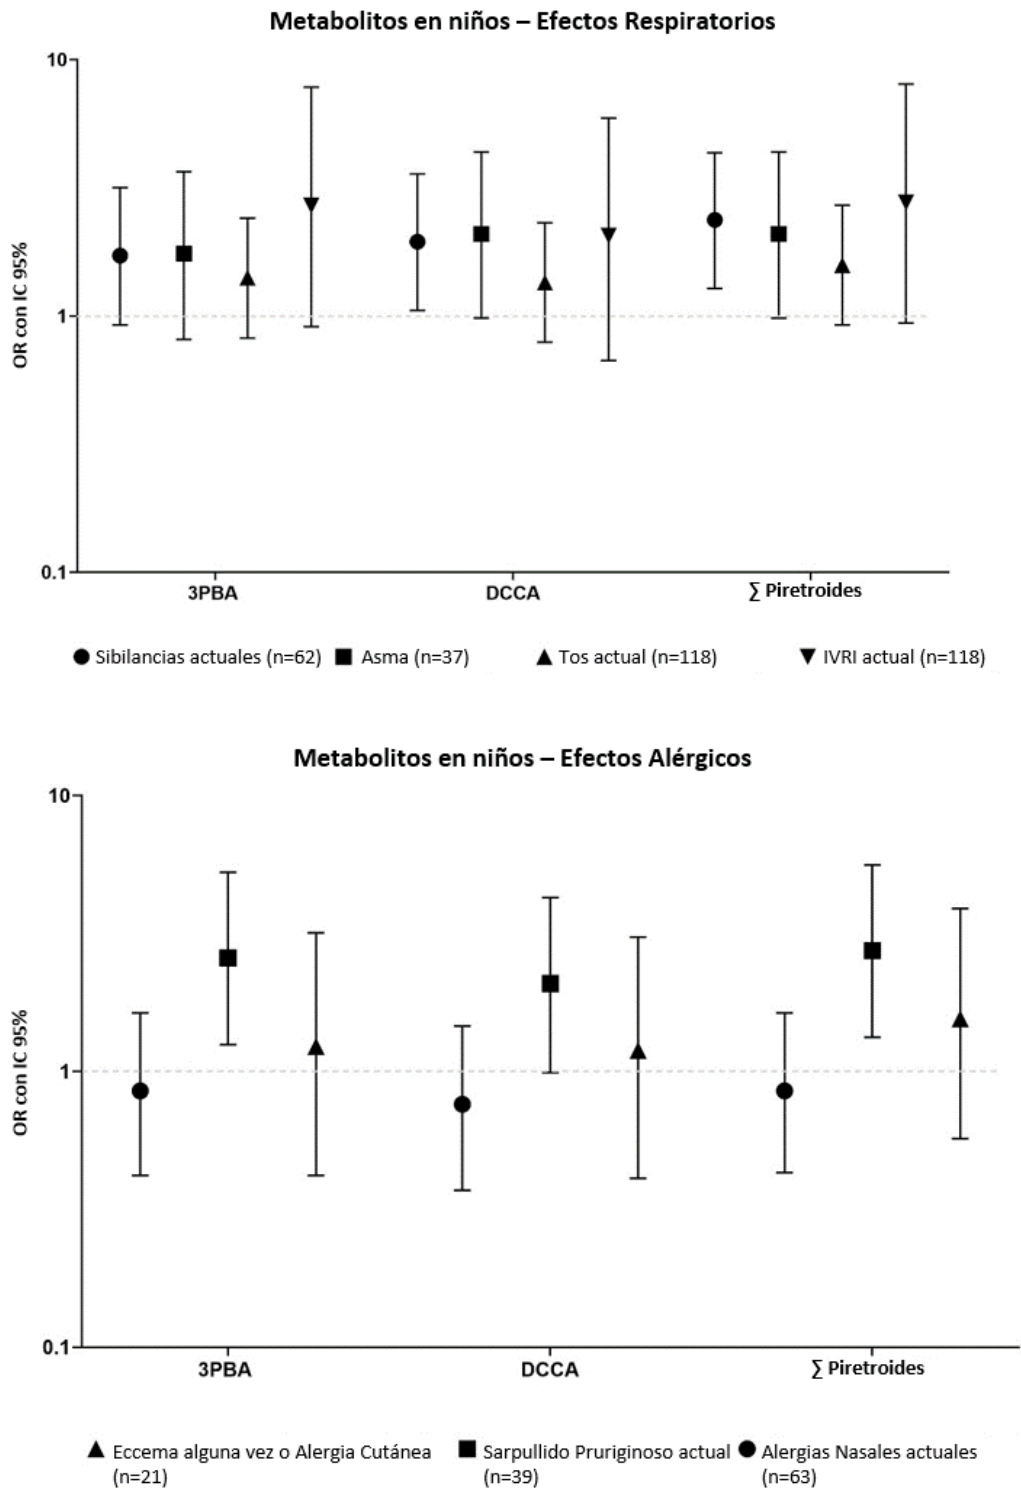 Metabolitos en niños – Efectos Respiratorios
10
OR con IC 95%
1
0.1
3PBA DCCA ∑ Piretroides
Sibilancias actuales (n=62) Asma (n=37) Tos actual (n=118) IVRI actual (n=118)
Metabolitos en niños – Efectos Alérgicos
10
OR con IC 95%
1
0.1
3PBA DCCA ∑ Piretroides
Eccema alguna vez o Alergia Cutánea Sarpullido Pruriginoso actual Alergias Nasales actuales
(n=21) (n=39) (n=63)